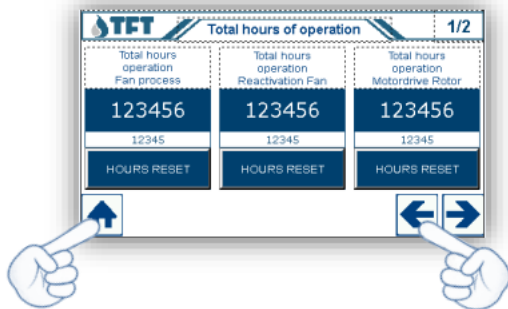 TFT
Total hours of operation
1/2
Total hours
operation
Fan process
Total hours
operation
Reactivation Fan
Total hours
operation
Motordrive Rotor
123456
123456
123456
12345
12345
12345
HOURS RESET
HOURS RESET
HOURS RESET